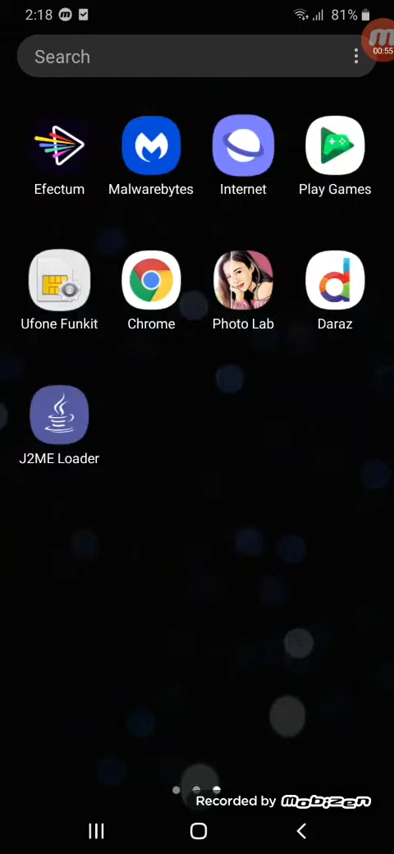 2:18
81%
00:55
Search
Efectum
Malwarebytes
Internet
Play Games
Ufone Funkit
Chrome
Photo Lab
Daraz
J2ME Loader
Recorded by mobizen